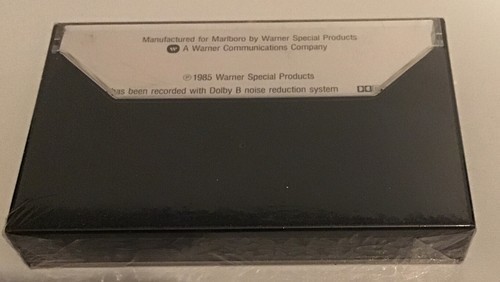 Manufactured for Marlboro by Warner Special Products
A Warner Communications Company
℗1985 Warner Special Products
has been recorded with Dolby B noise reduction system